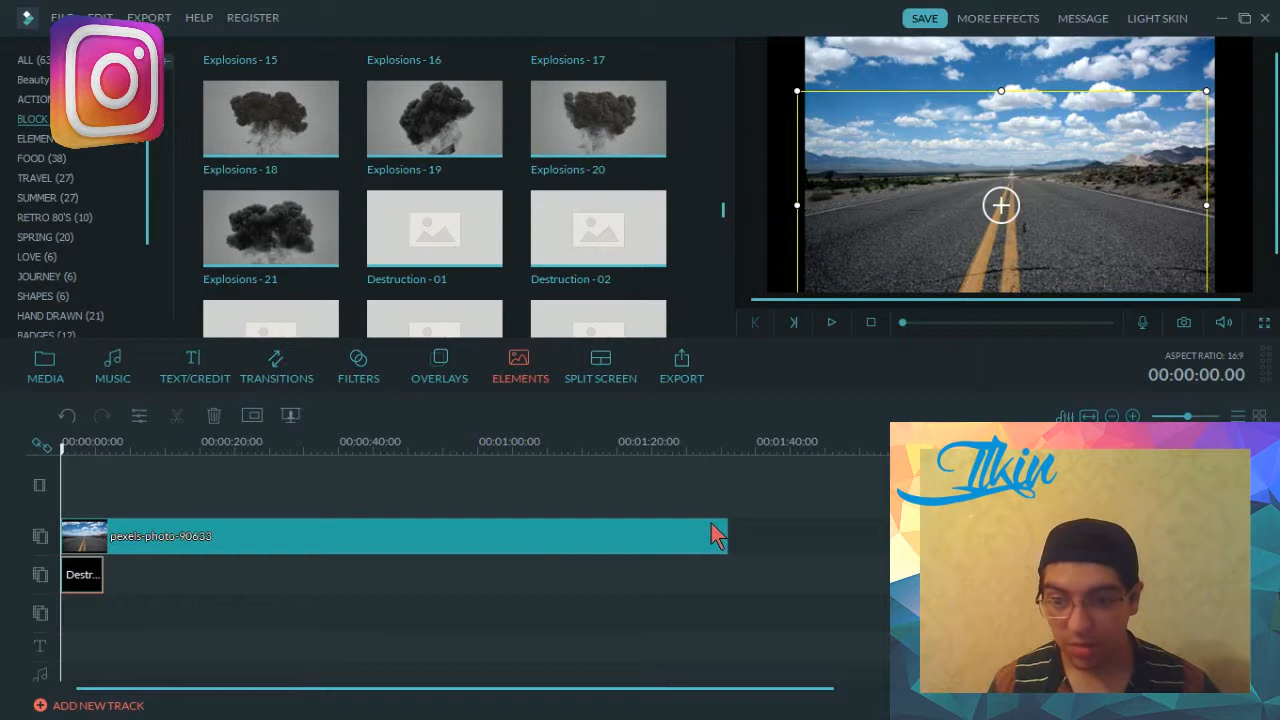 FILE EDIT EXPORT HELP REGISTER
SAVE MORE EFFECTS MESSAGE LIGHT SKIN
ALL
Beauty
ACTION
BLOCK
FOOD (38)
TRAVEL (27)
SUMMER (27)
RETRO 80'S (10)
SPRING (20)
LOVE (6)
JOURNEY (6)
SHAPES (6)
HAND DRAWN (21)
BADGES (12)
Explosions - 15 Explosions - 16 Explosions - 17
Explosions - 18 Explosions - 19 Explosions - 20
Explosions - 21 Destruction - 01 Destruction - 02
MEDIA MUSIC TEXT/CREDIT TRANSITIONS FILTERS OVERLAYS ELEMENTS SPLIT SCREEN EXPORT
ASPECT RATIO: 16:9
00:00:00.00
00:00:00:00 00:00:20:00 00:00:40:00 00:01:00:00 00:01:20:00 00:01:40:00
pexels-photo-90633
Destr...
T
ADD NEW TRACK
Ilkin